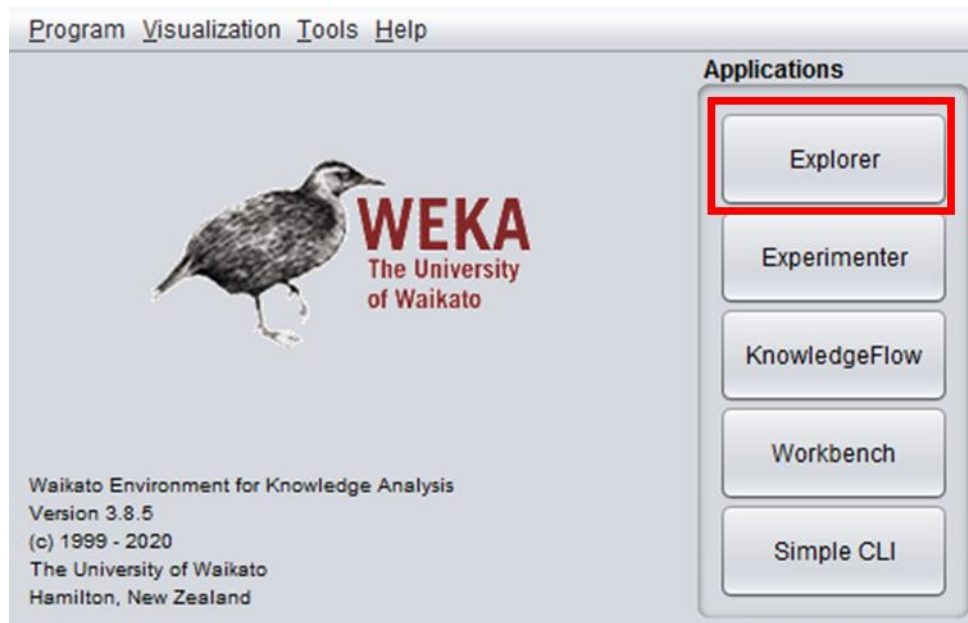 Program Visualization Tools Help
Applications
Explorer
Experimenter
KnowledgeFlow
Workbench
Simple CLI
WEKA
The University
of Waikato
Waikato Environment for Knowledge Analysis
Version 3.8.5
(c) 1999 - 2020
The University of Waikato
Hamilton, New Zealand